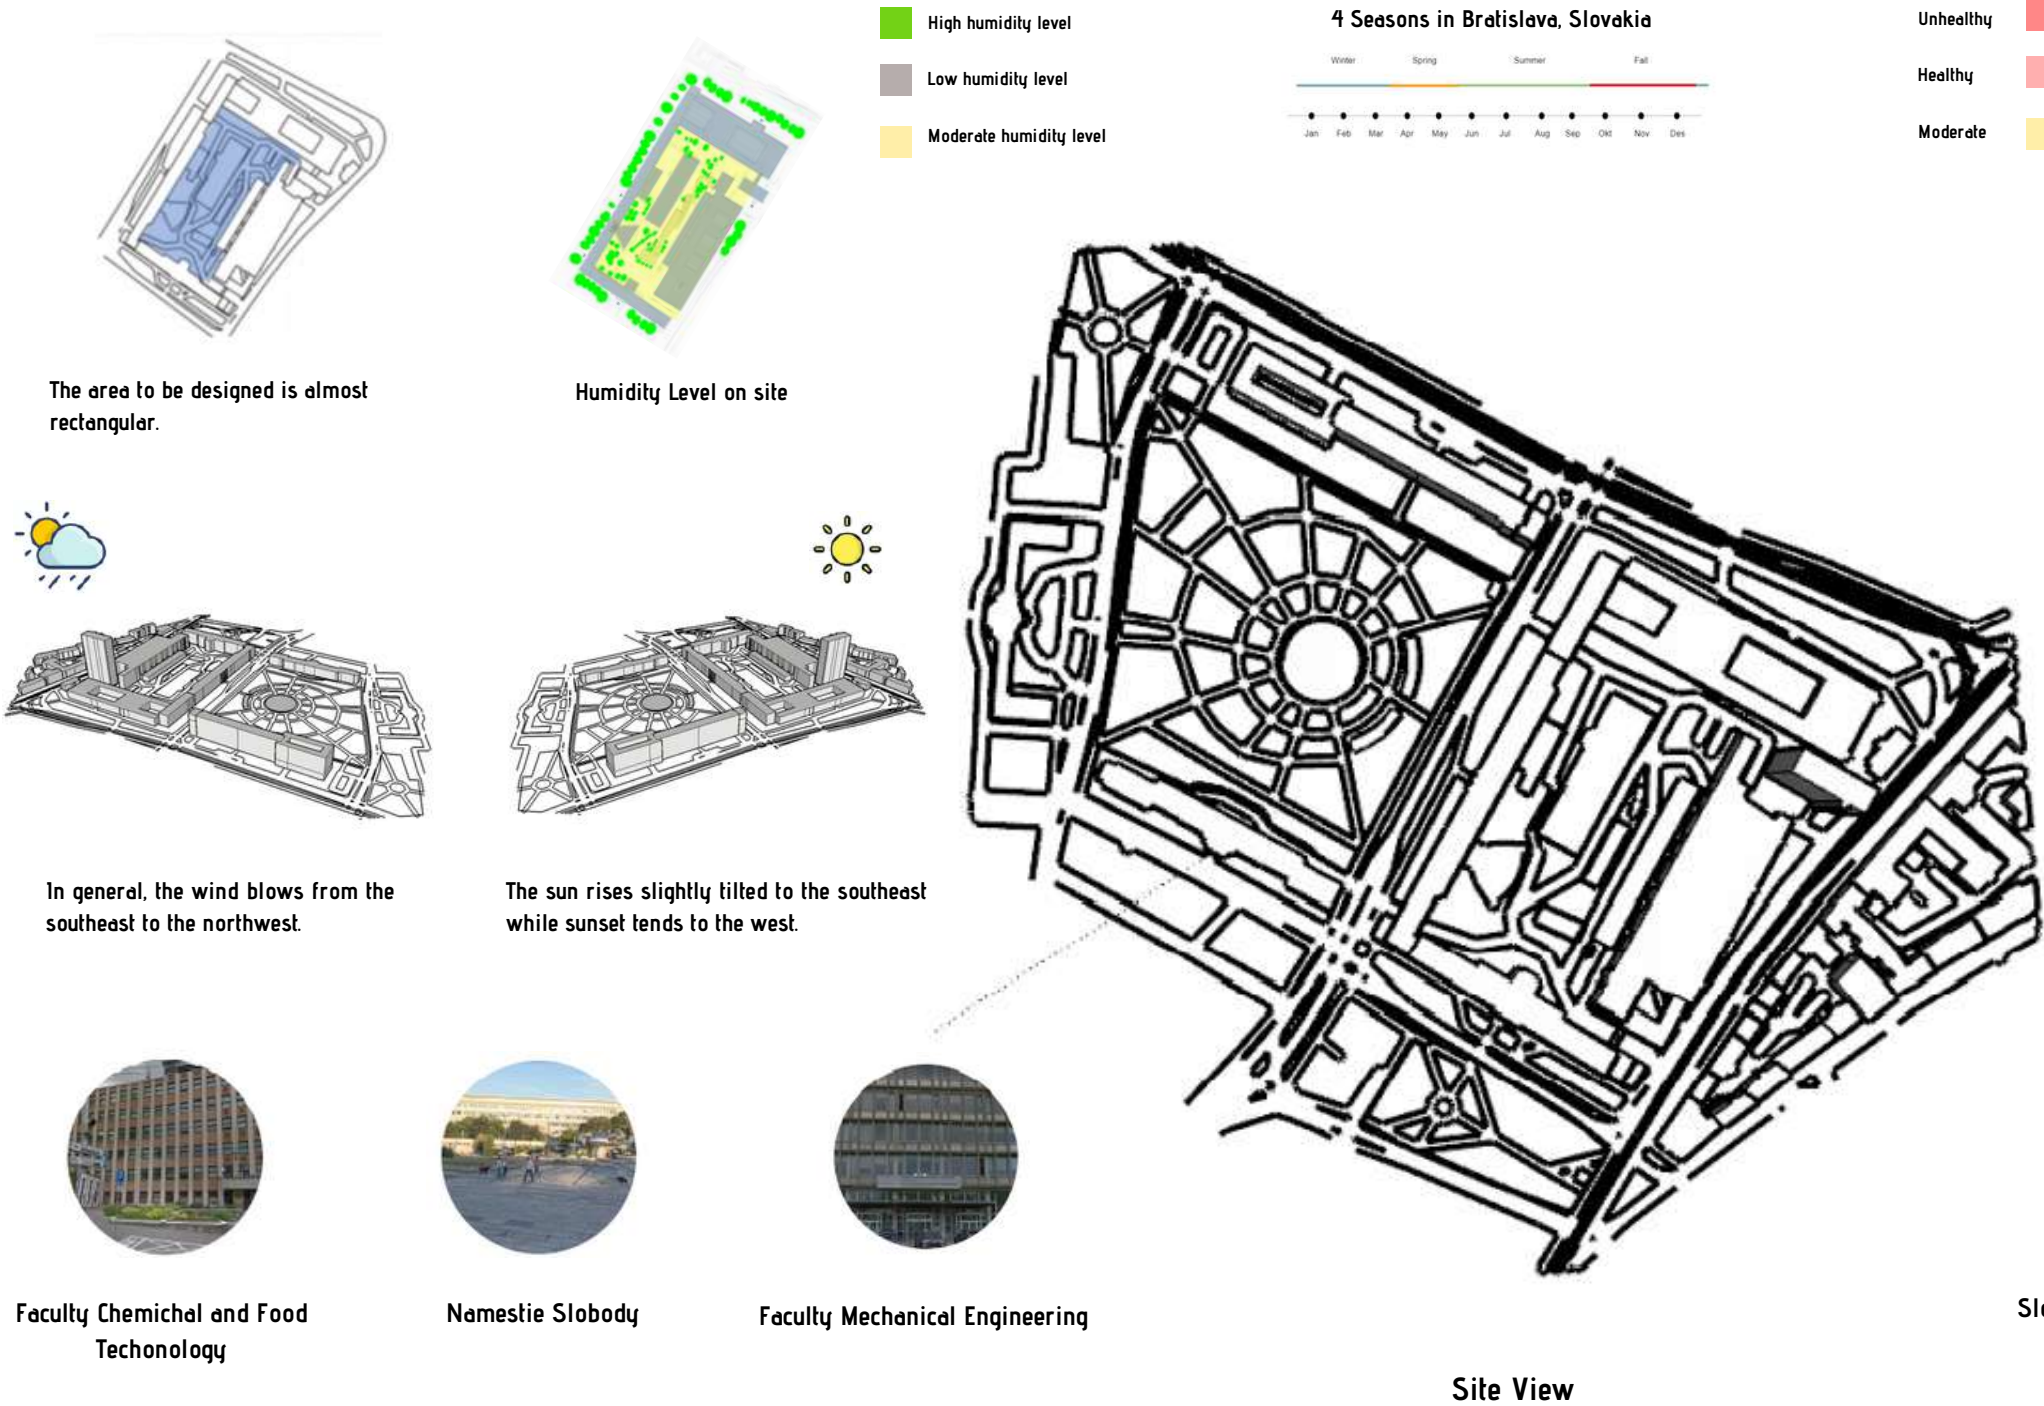 High humidity level
Low humidity level
Moderate humidity level
4 Seasons in Bratislava, Slovakia
Winter Spring Summer Fall
Jan Feb Mar Apr May Jun Jul Aug Sep Okt Nov Des
Unhealthy
Healthy
Moderate
The area to be designed is almost
rectangular.
Humidity Level on site
In general, the wind blows from the
southeast to the northwest.
The sun rises slightly tilted to the southeast
while sunset tends to the west.
Faculty Chemichal and Food
Techonology
Namestie Slobody
Faculty Mechanical Engineering
Site View